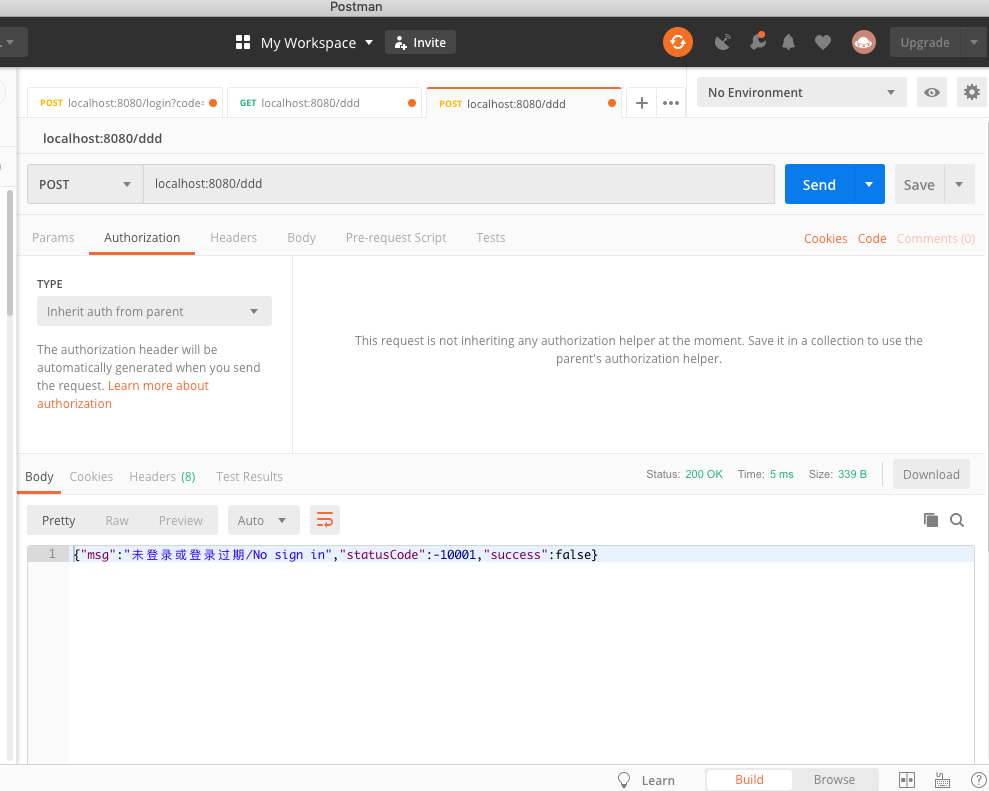 Postman
My Workspace
Invite
Upgrade
POST localhost:8080/login?code=
GET localhost:8080/ddd
POST localhost:8080/ddd
No Environment
localhost:8080/ddd
POST
localhost:8080/ddd
Send
Save
Params
Authorization
Headers
Body
Pre-request Script
Tests
Cookies
Code
Comments (0)
TYPE
Inherit auth from parent
The authorization header will be
automatically generated when you send
the request. Learn more about
authorization
This request is not inheriting any authorization helper at the moment. Save it in a collection to use the
parent's authorization helper.
Body
Cookies
Headers (8)
Test Results
Status: 200 OK
Time: 5 ms
Size: 339 B
Download
Pretty
Raw
Preview
Auto
1
{"msg":"未登录或登录过期/No sign in","statusCode":-10001,"success":false}
Learn
Build
Browse